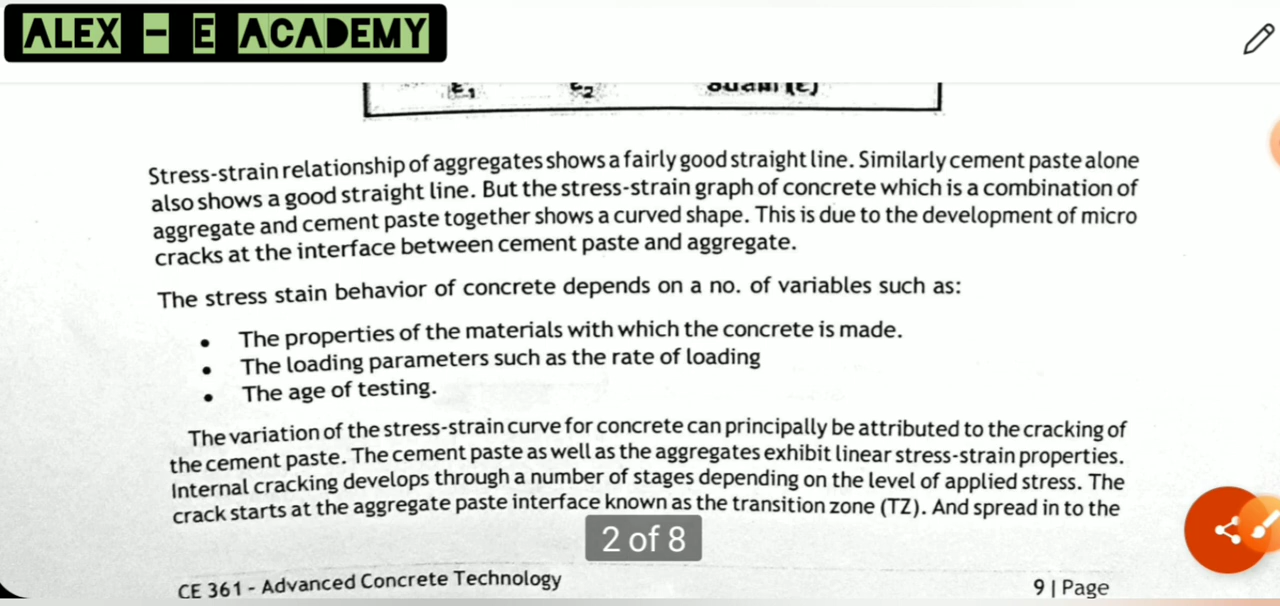 ALEX - E ACADEMY
ε1 ε2 Strain (ε)
Stress-strain relationship of aggregates shows a fairly good straight line. Similarly cement paste alone
also shows a good straight line. But the stress-strain graph of concrete which is a combination of
aggregate and cement paste together shows a curved shape. This is due to the development of micro
cracks at the interface between cement paste and aggregate.
The stress stain behavior of concrete depends on a no. of variables such as:
• The properties of the materials with which the concrete is made.
• The loading parameters such as the rate of loading
• The age of testing.
The variation of the stress-strain curve for concrete can principally be attributed to the cracking of
the cement paste. The cement paste as well as the aggregates exhibit linear stress-strain properties.
Internal cracking develops through a number of stages depending on the level of applied stress. The
crack starts at the aggregate paste interface known as the transition zone (TZ). And spread in to the
2 of 8
CE 361 - Advanced Concrete Technology 9 | Page